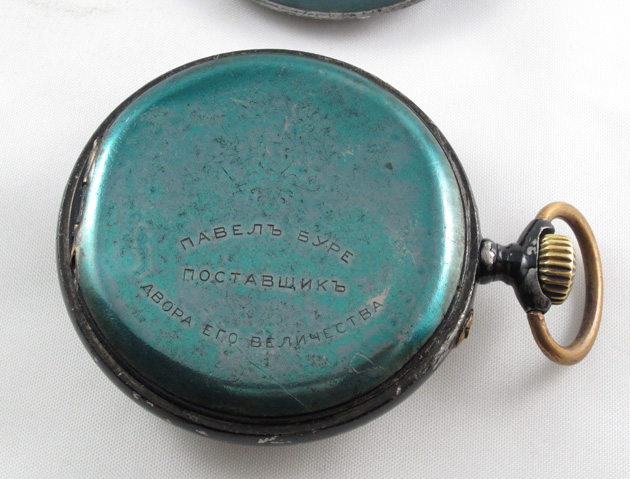 ПАВЕЛЪ БУРЕ
ПОСТАВЩИКЪ
ДВОРА ЕГО ВЕЛИЧЕСТВА